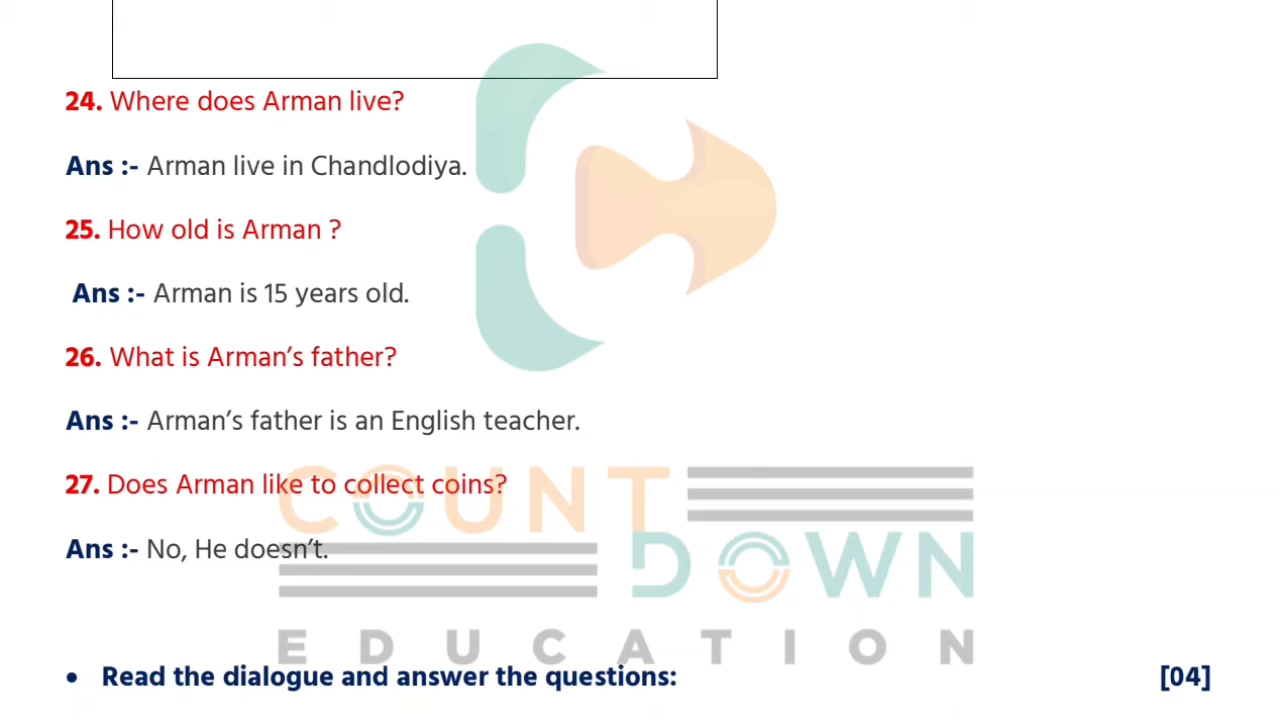 24. Where does Arman live?
Ans :- Arman live in Chandlodiya.
25. How old is Arman ?
Ans :- Arman is 15 years old.
26. What is Arman’s father?
Ans :- Arman’s father is an English teacher.
27. Does Arman like to collect coins?
Ans :- No, He doesn’t.
COUNT
DOWN
EDUCATION
• Read the dialogue and answer the questions: [04]